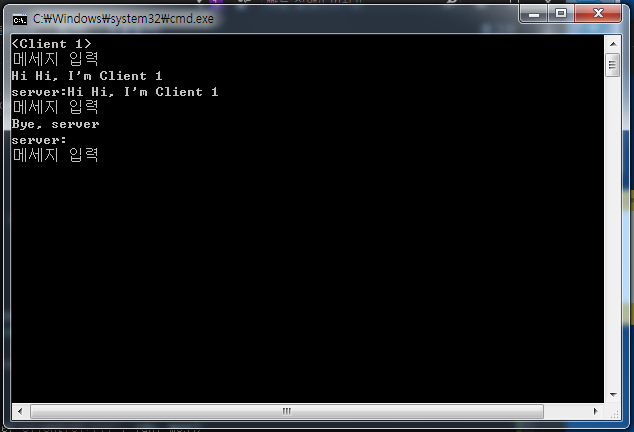 C:₩Windows₩system32₩cmd.exe
<Client 1>
메세지 입력
Hi Hi, I'm Client 1
server:Hi Hi, I'm Client 1
메세지 입력
Bye, server
server:
메세지 입력